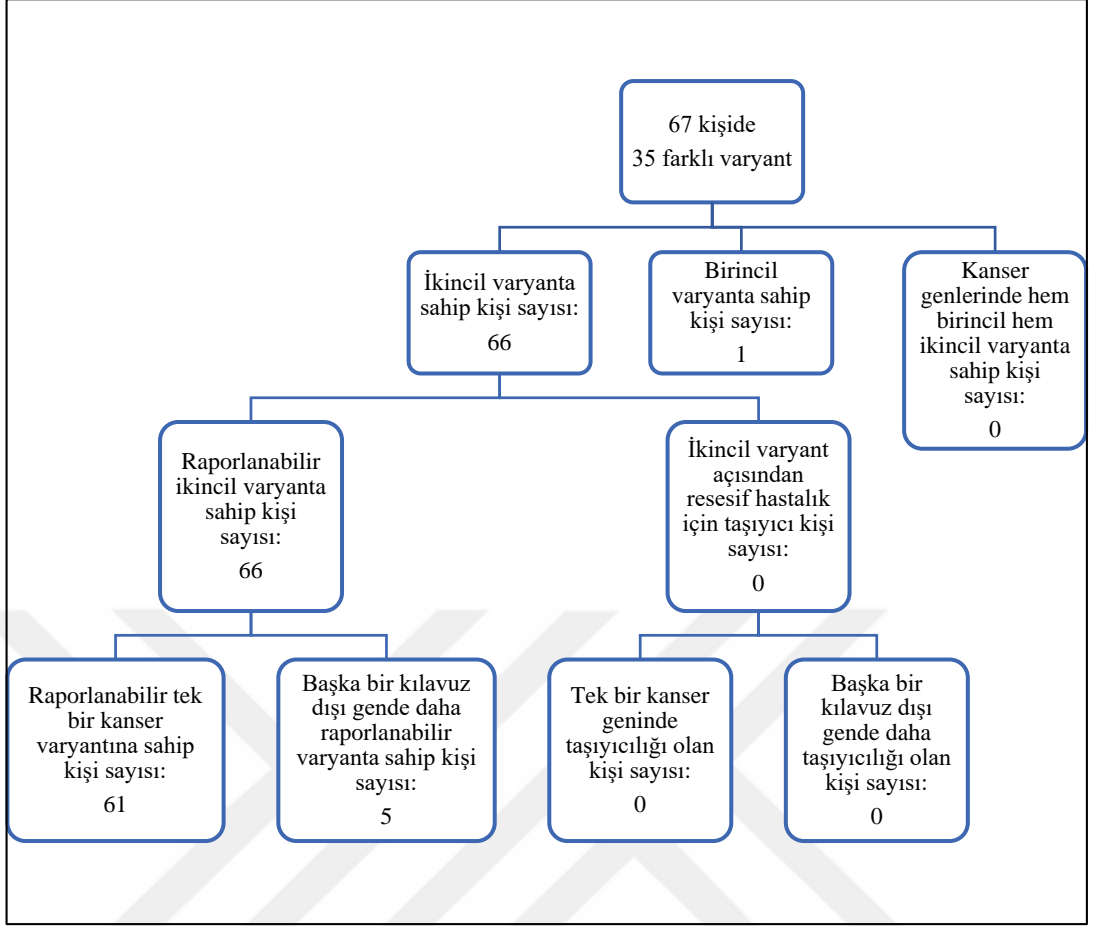 67 kişide
35 farklı varyant
İkincil varyanta
sahip kişi sayısı:
66
Birincil
varyanta sahip
kişi sayısı:
1
Kanser
genlerinde hem
birincil hem
ikincil varyanta
sahip kişi
sayısı:
0
Raporlanabilir
ikincil varyanta
sahip kişi
sayısı:
66
İkincil varyant
açısından
resesif hastalık
için taşıyıcı kişi
sayısı:
0
Raporlanabilir tek
bir kanser
varyantına sahip
kişi sayısı:
61
Başka bir kılavuz
dışı gende daha
raporlanabilir
varyanta sahip kişi
sayısı:
5
Tek bir kanser
geninde
taşıyıcılığı olan
kişi sayısı:
0
Başka bir
kılavuz dışı
gende daha
taşıyıcılığı olan
kişi sayısı:
0